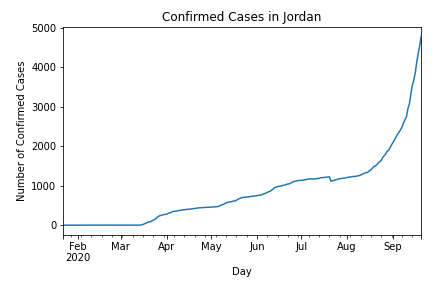 Confirmed Cases in Jordan
Number of Confirmed Cases
5000
4000
3000
2000
1000
0
Feb Mar Apr May Jun Jul Aug Sep
2020
Day